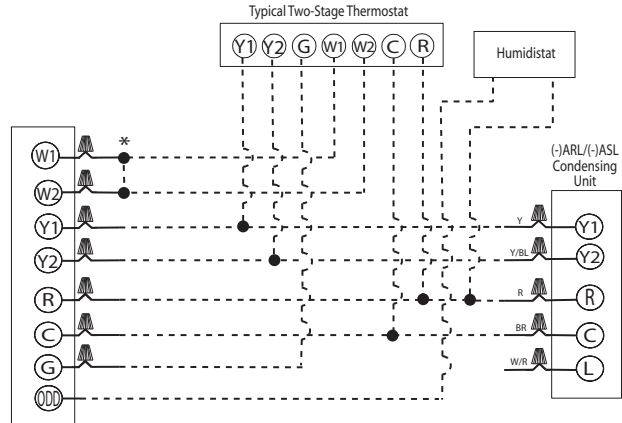 Typical Two-Stage Thermostat
Y1 Y2 G W1 W2 C R
Humidistat
(-)ARL/(-)ASL
Condensing
Unit
*
W1
W2
Y1
Y2
R
C
G
ODD
Y
Y1
Y/BL
Y2
R
R
BR
C
W/R
L